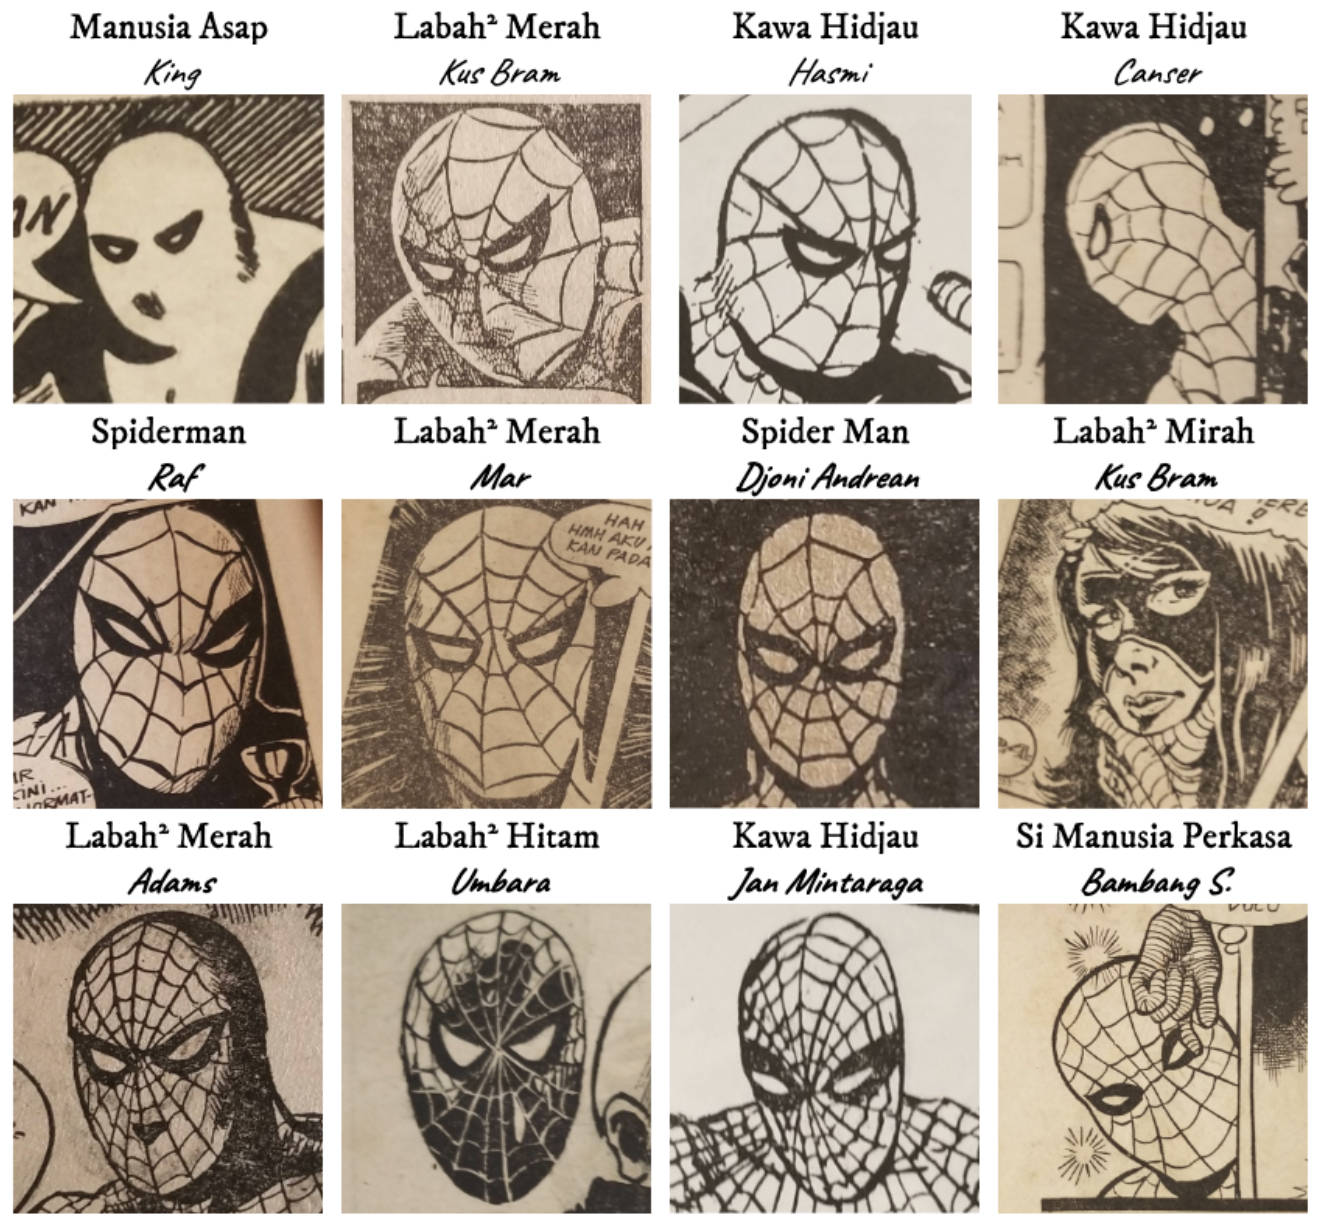 Manusia Asap
King
Labah² Merah
Kus Bram
Kawa Hidjau
Hasmi
Kawa Hidjau
Canser
AN
Spiderman
Raf
Labah² Merah
Mar
Spider Man
Djoni Andrean
Labah² Mirah
Kus Bram
KAN
HAH
HMH AKU
KAN PADA
Labah² Merah
Adams
Labah² Hitam
Umbara
Kawa Hidjau
Jan Mintaraga
Si Manusia Perkasa
Bambang S.